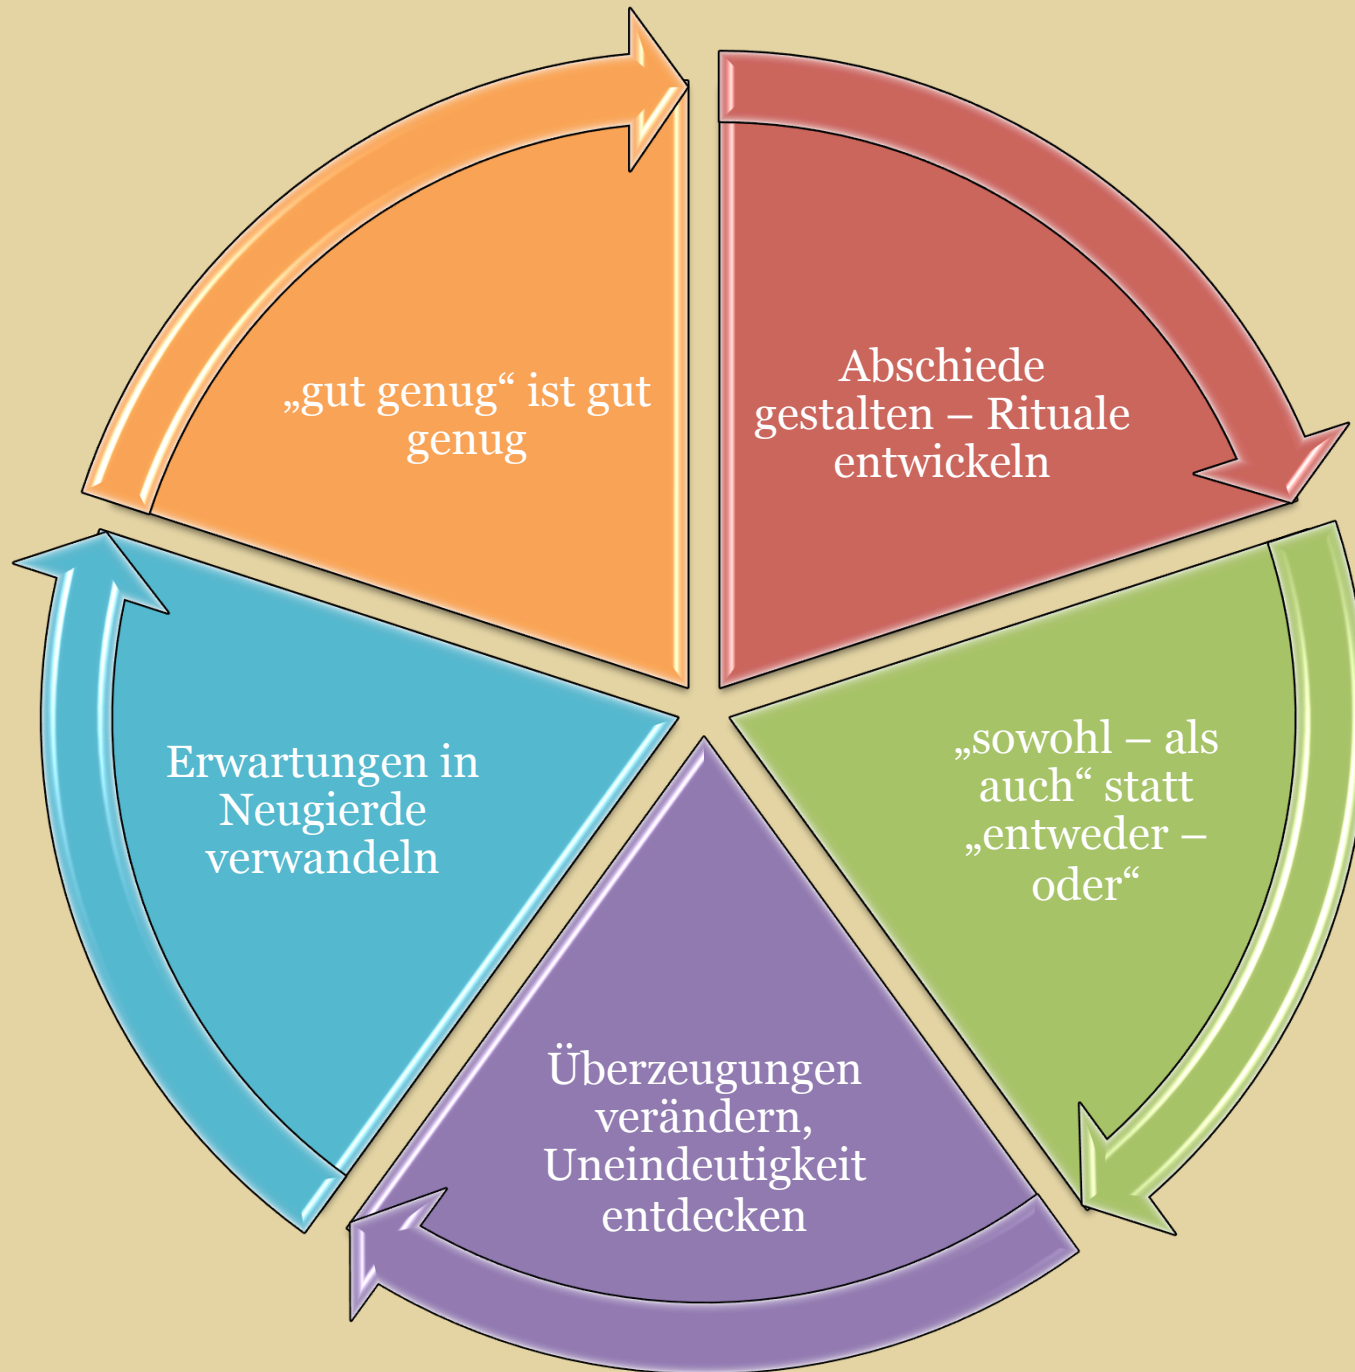 „gut genug“ ist gut
genug
Abschiede
gestalten – Rituale
entwickeln
„sowohl – als
auch“ statt
„entweder –
oder“
Überzeugungen
verändern,
Uneindeutigkeit
entdecken
Erwartungen in
Neugierde
verwandeln